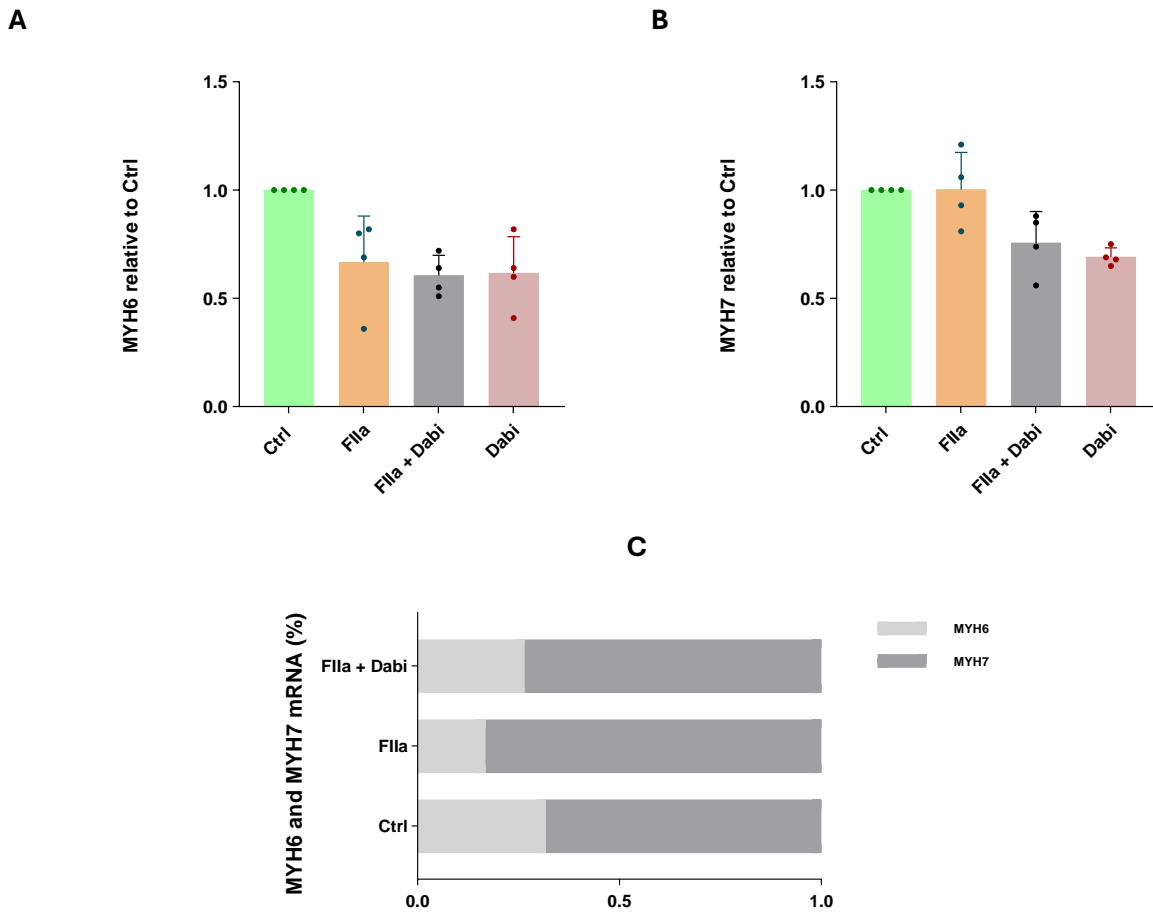 A
MYH6 relative to Ctrl
1.5
1.0
0.5
0.0
Ctrl
FIIa
FIIa + Dabi
Dabi
B
MYH7 relative to Ctrl
1.5
1.0
0.5
0.0
Ctrl
FIIa
FIIa + Dabi
Dabi
C
MYH6 and MYH7 mRNA (%)
FIIa + Dabi
FIIa
Ctrl
0.0
0.5
1.0
MYH6
MYH7